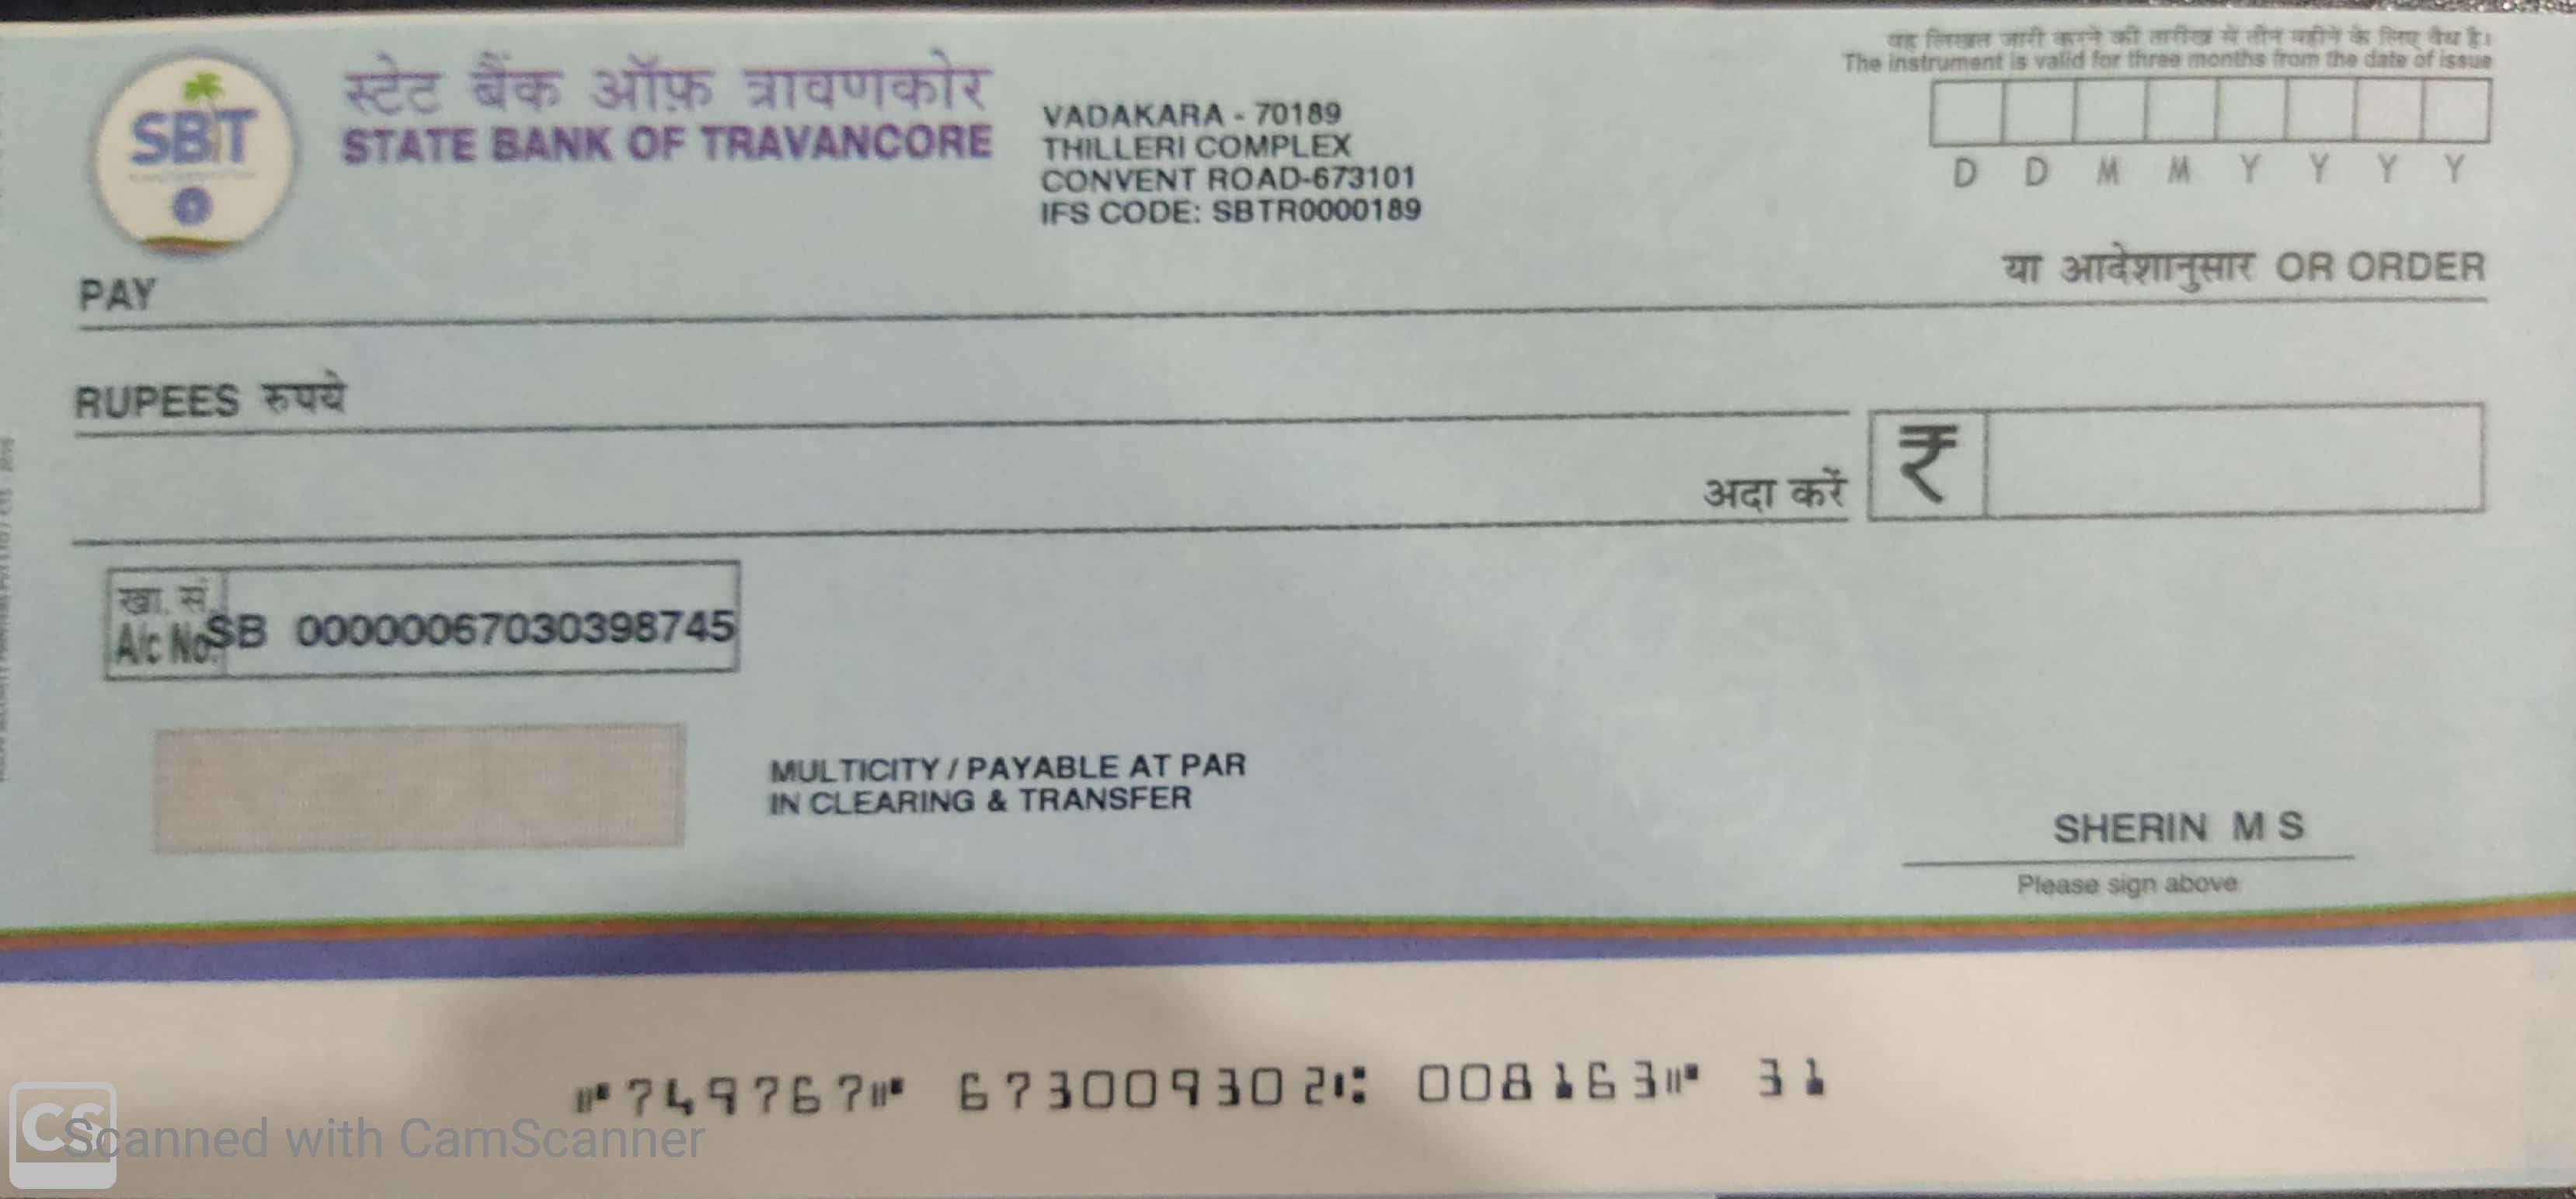 यह लिखत जारी करने की तारीख से तीन महीने के लिए वैध है।
The instrument is valid for three months from the date of issue
D D M M Y Y Y Y
SBT
स्टेट बैंक ऑफ़ त्रावणकोर
STATE BANK OF TRAVANCORE
VADAKARA - 70189
THILLERI COMPLEX
CONVENT ROAD-673101
IFS CODE: SBTR0000189
PAY
या आदेशानुसार OR ORDER
RUPEES रुपये
अदा करें
₹
खा. सं.
A/c No.
SB 00000067030398745
MULTICITY / PAYABLE AT PAR
IN CLEARING & TRANSFER
SHERIN M S
Please sign above
⑈749767⑈ 673009302⑆ 008163⑈ 31
CS
Scanned with CamScanner